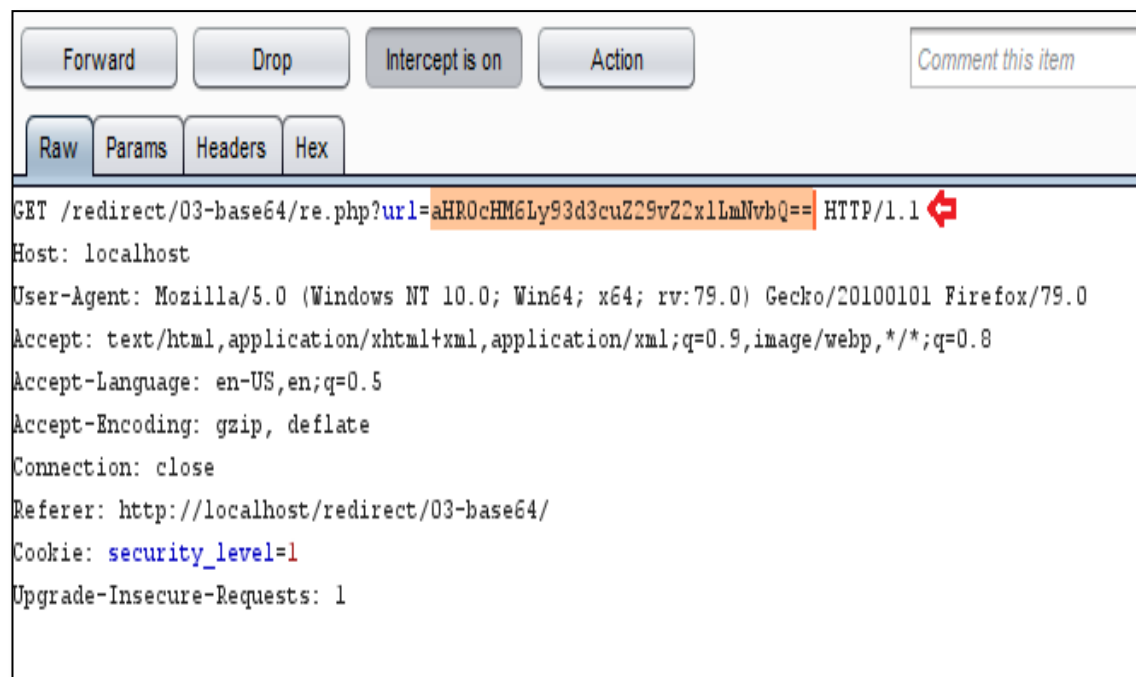 Forward Drop Intercept is on Action Comment this item
Raw Params Headers Hex
GET /redirect/03-base64/re.php?url=aHR0cHM6Ly93d3cuZ29vZ2xlLmNvbQ== HTTP/1.1
Host: localhost
User-Agent: Mozilla/5.0 (Windows NT 10.0; Win64; x64; rv:79.0) Gecko/20100101 Firefox/79.0
Accept: text/html,application/xhtml+xml,application/xml;q=0.9,image/webp,*/*;q=0.8
Accept-Language: en-US,en;q=0.5
Accept-Encoding: gzip, deflate
Connection: close
Referer: http://localhost/redirect/03-base64/
Cookie: security_level=1
Upgrade-Insecure-Requests: 1